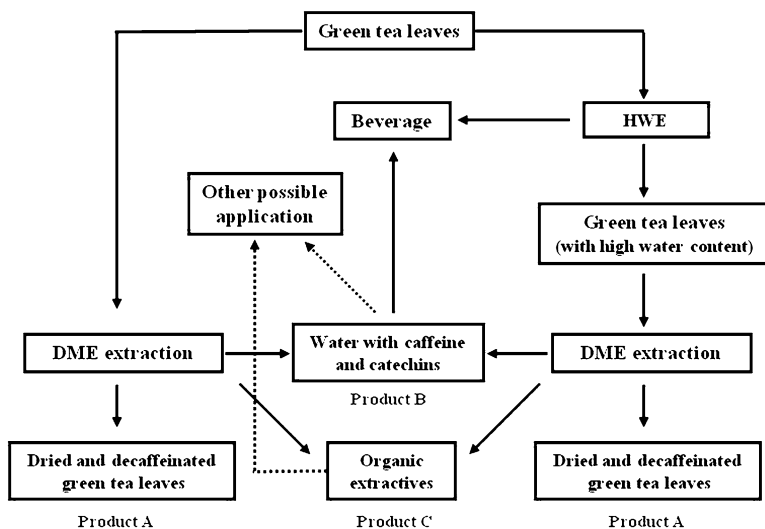 Green tea leaves
Beverage
HWE
Other possible
application
Green tea leaves
(with high water content)
DME extraction
Water with caffeine
and catechins
DME extraction
Product B
Dried and decaffeinated
green tea leaves
Organic
extractives
Dried and decaffeinated
green tea leaves
Product A
Product C
Product A